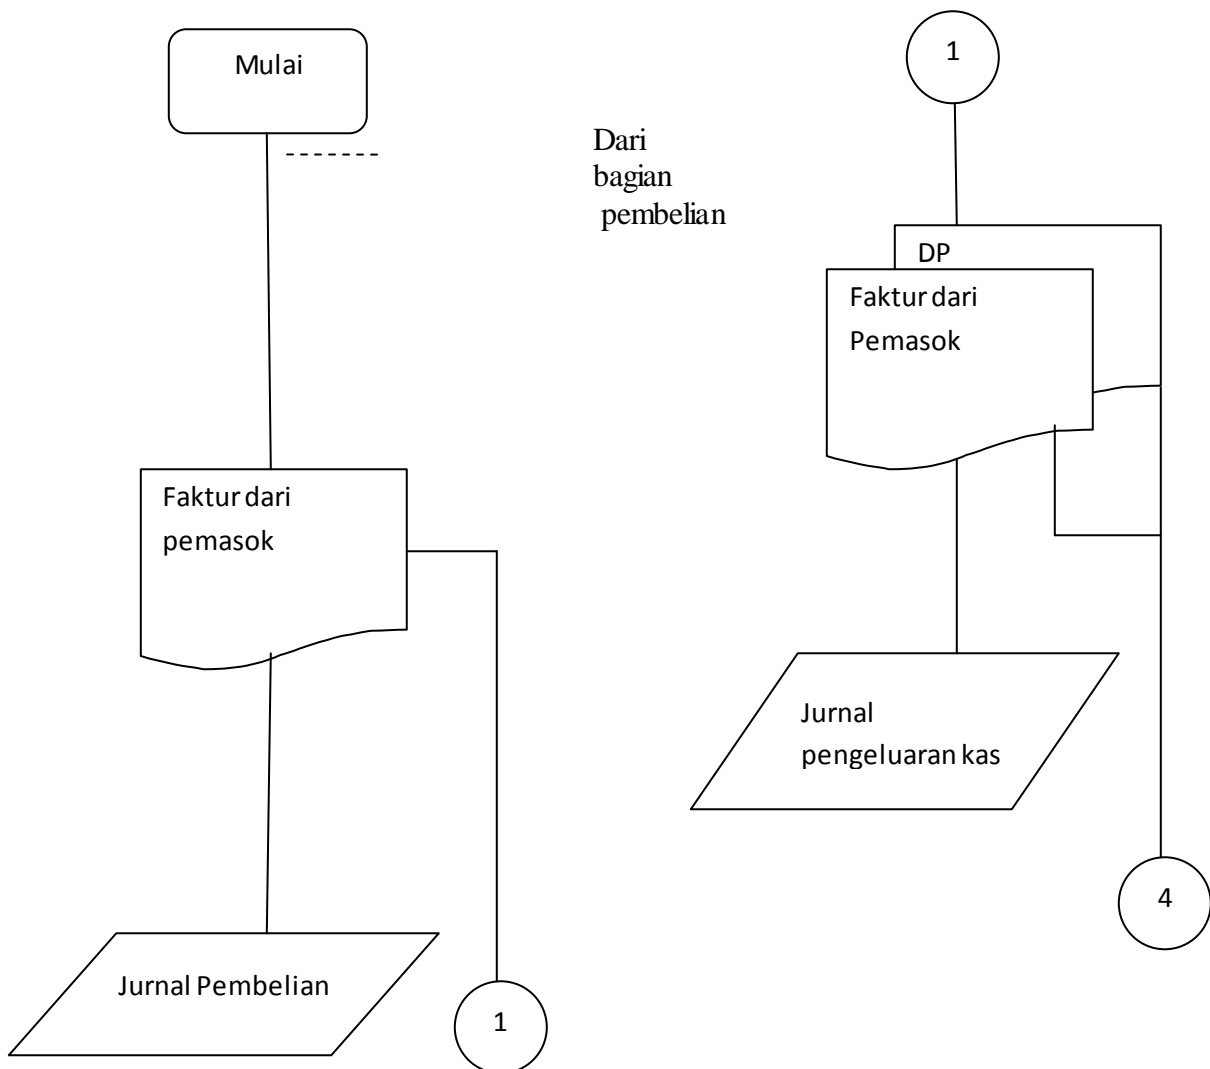 Mulai
Faktur dari
pemasok
Jurnal Pembelian
1
Dari
bagian
pembelian
1
DP
Faktur dari
Pemasok
Jurnal
pengeluaran kas
4